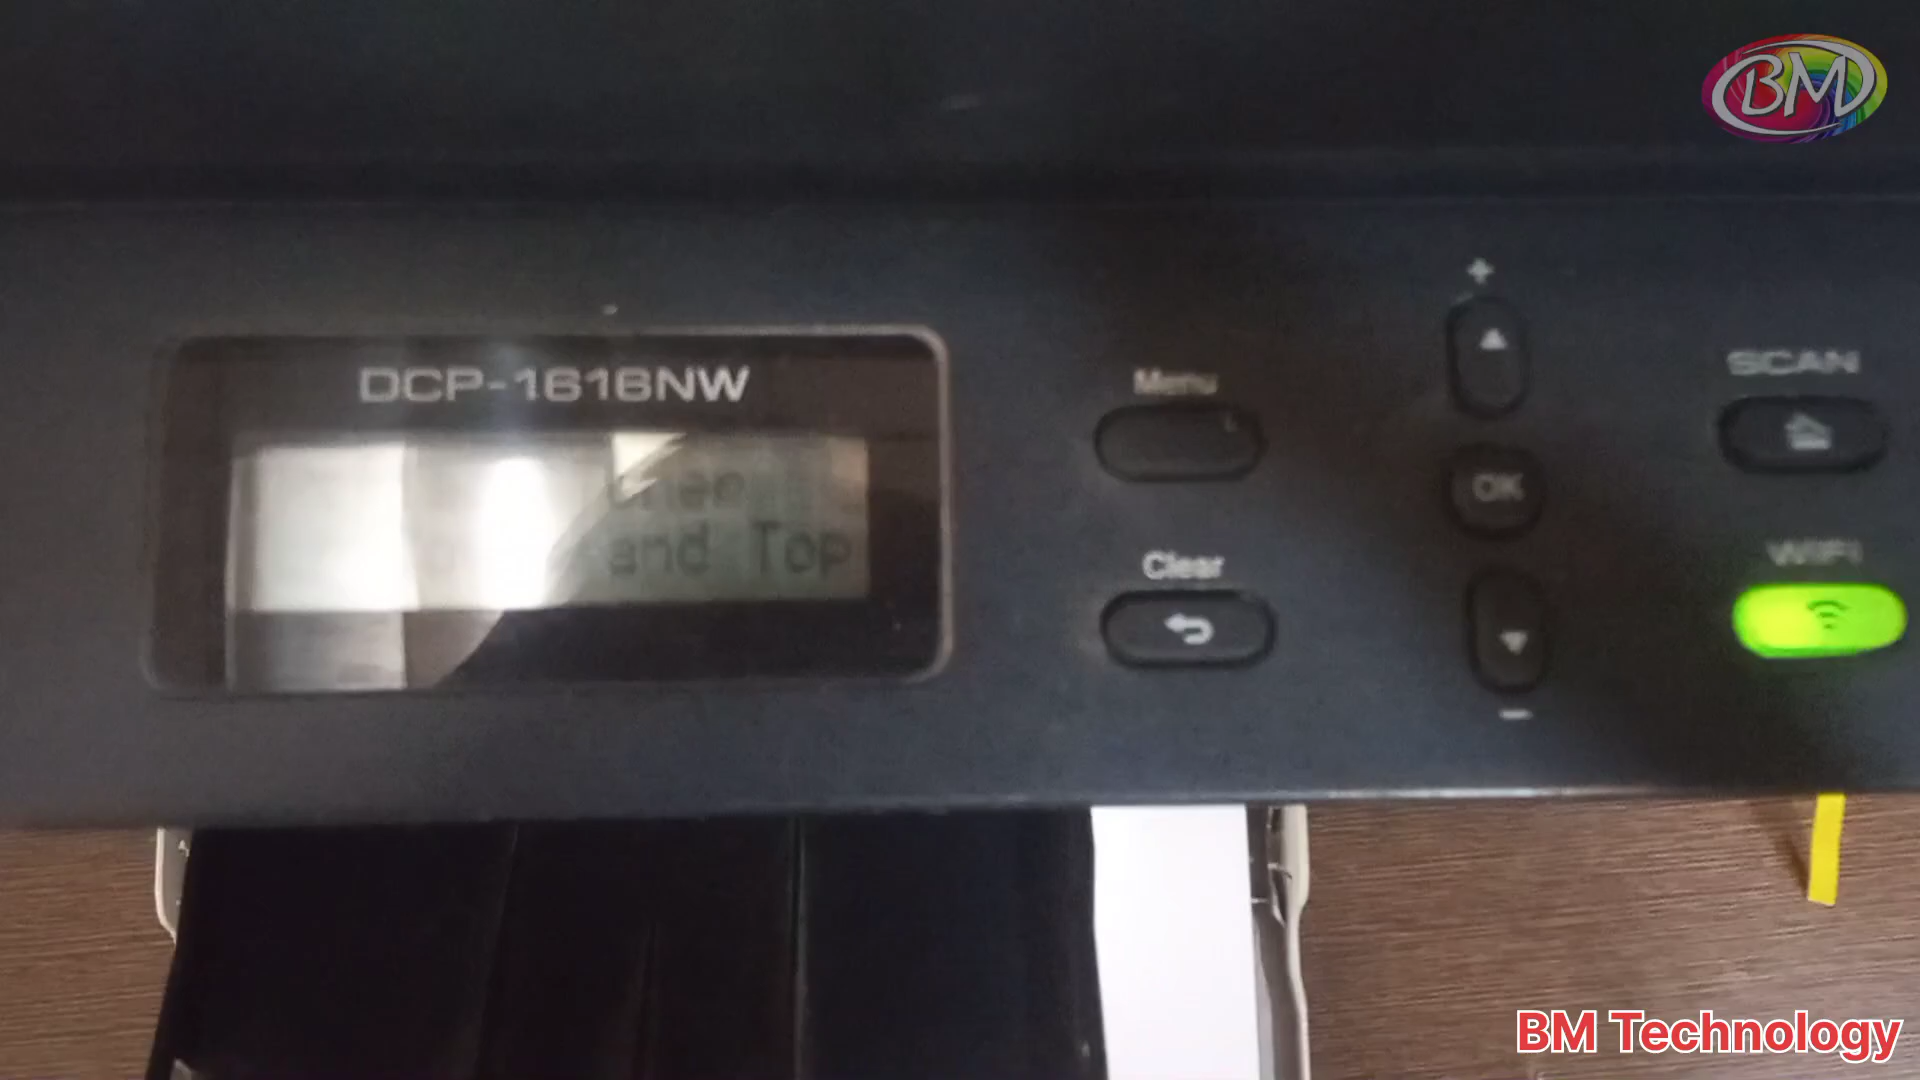 BM
DCP-1616NW
and Top
Menu
Clear
OK
SCAN
WIFI
BM Technology